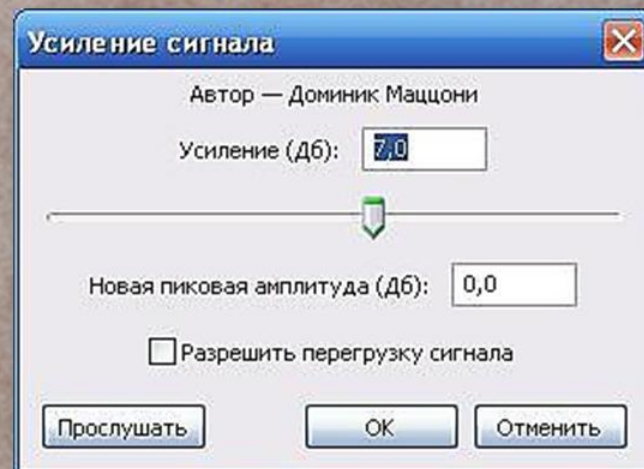 Усиление сигнала
Автор — Доминик Маццони
Усиление (Дб): 7,0
Новая пиковая амплитуда (Дб): 0,0
Разрешить перегрузку сигнала
Прослушать OK Отменить